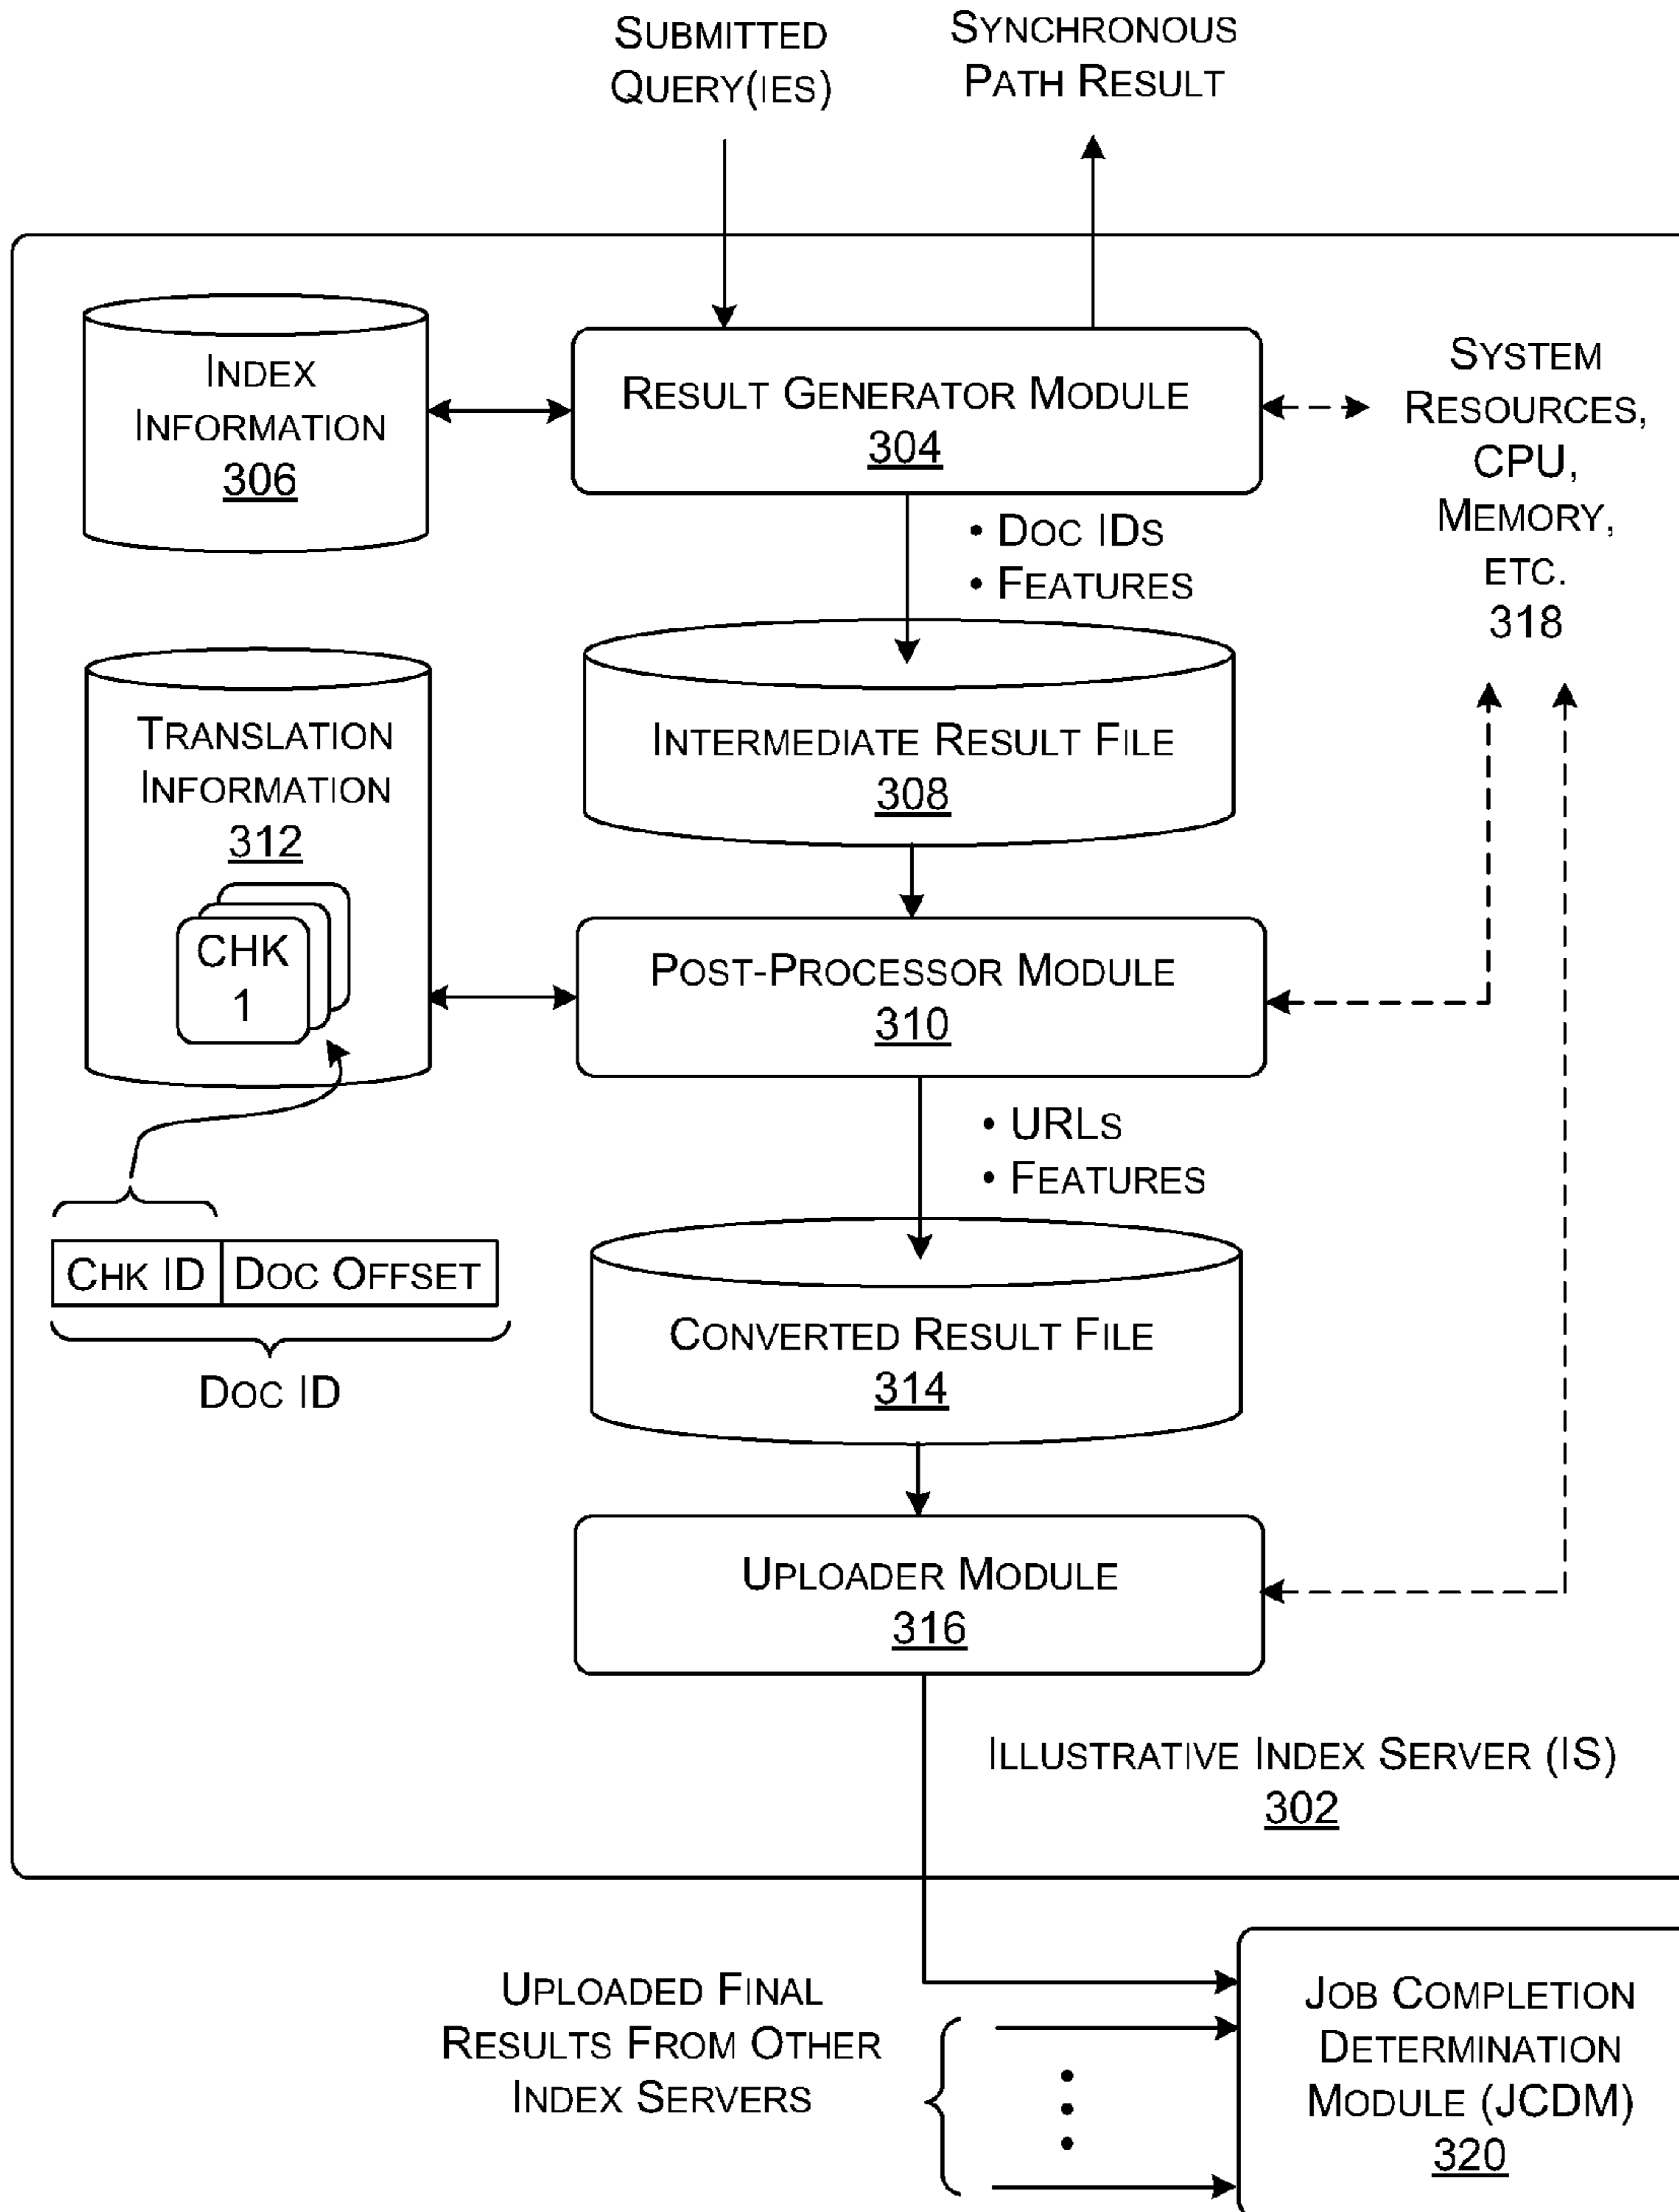 SUBMITTED
QUERY(IES)
SYNCHRONOUS
PATH RESULT
INDEX
INFORMATION
306
RESULT GENERATOR MODULE
304
SYSTEM
RESOURCES,
CPU,
MEMORY,
ETC.
318
• DOC IDS
• FEATURES
TRANSLATION
INFORMATION
312
CHK
1
INTERMEDIATE RESULT FILE
308
POST-PROCESSOR MODULE
310
• URLS
• FEATURES
CHK ID DOC OFFSET
DOC ID
CONVERTED RESULT FILE
314
UPLOADER MODULE
316
ILLUSTRATIVE INDEX SERVER (IS)
302
UPLOADED FINAL
RESULTS FROM OTHER
INDEX SERVERS
JOB COMPLETION
DETERMINATION
MODULE (JCDM)
320